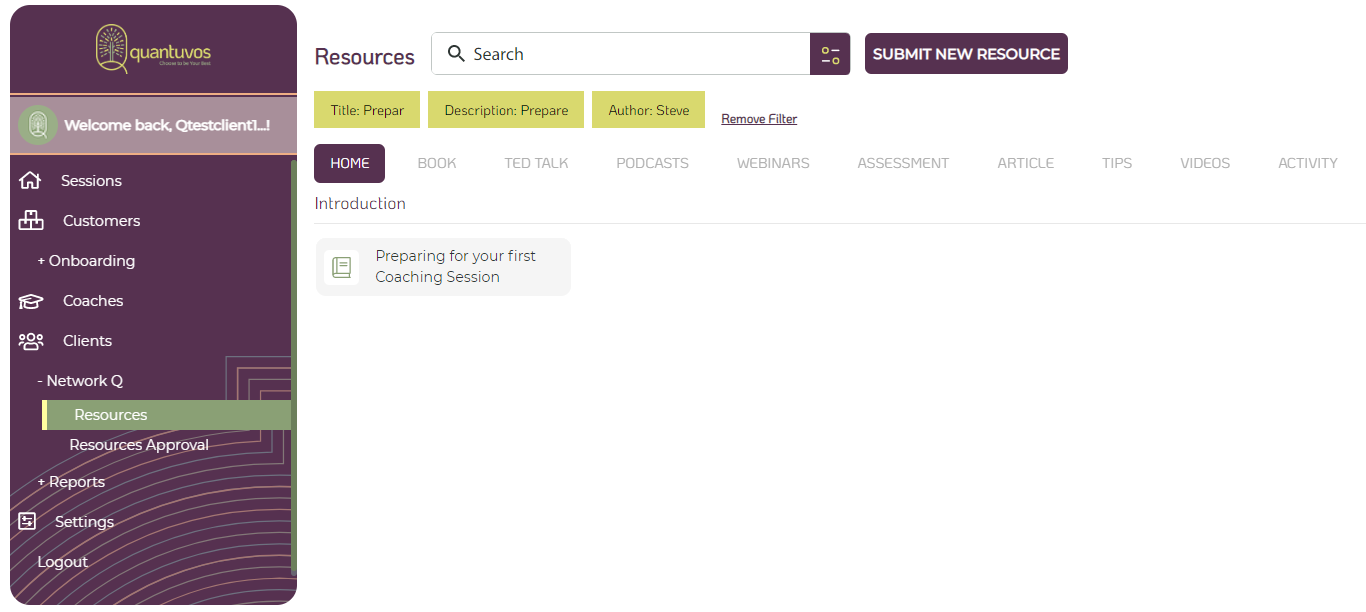 quantuvos
Choose to be Your Best
Welcome back, Qtestclient1...!
Sessions
Customers
+ Onboarding
Coaches
Clients
- Network Q
Resources
Resources Approval
+ Reports
Settings
Logout
Resources
Search
SUBMIT NEW RESOURCE
Title: Prepar
Description: Prepare
Author: Steve
Remove Filter
HOME BOOK TED TALK PODCASTS WEBINARS ASSESSMENT ARTICLE TIPS VIDEOS ACTIVITY
Introduction
Preparing for your first
Coaching Session